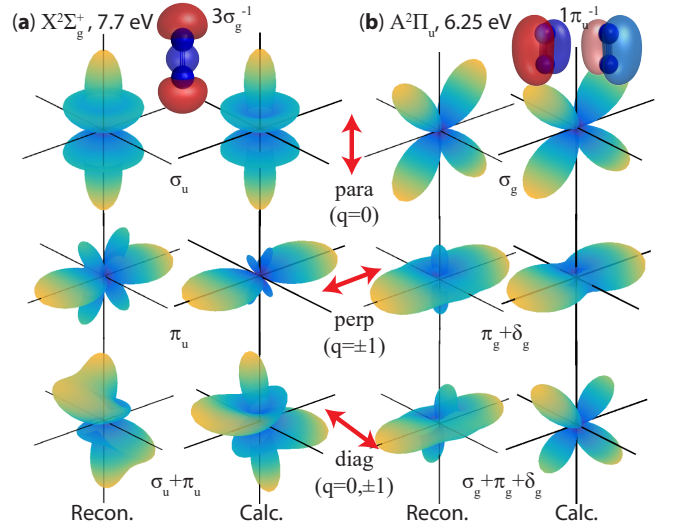 (a) X²Σg⁺, 7.7 eV
3σg⁻¹
(b) A²Πu, 6.25 eV
1πu⁻¹
σu
para
(q=0)
σg
πu
perp
(q=±1)
πg+δg
σu+πu
diag
(q=0,±1)
σg+πg+δg
Recon.
Calc.
Recon.
Calc.